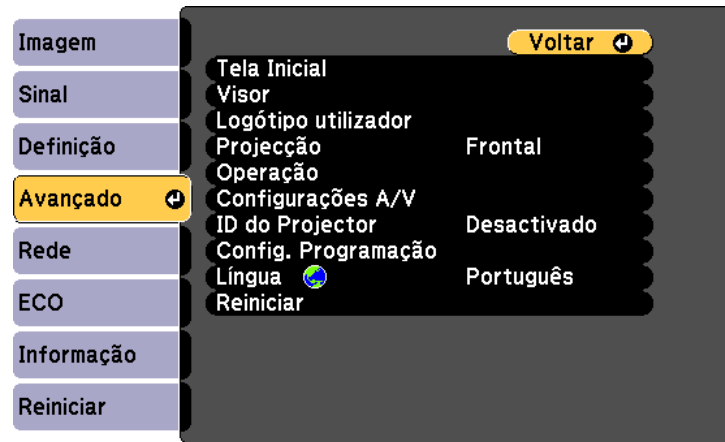 Imagem
Sinal
Definição
Avançado
Rede
ECO
Informação
Reiniciar
Voltar
Tela Inicial
Visor
Logótipo utilizador
Projecção Frontal
Operação
Configurações A/V
ID do Projector Desactivado
Config. Programação
Língua Português
Reiniciar